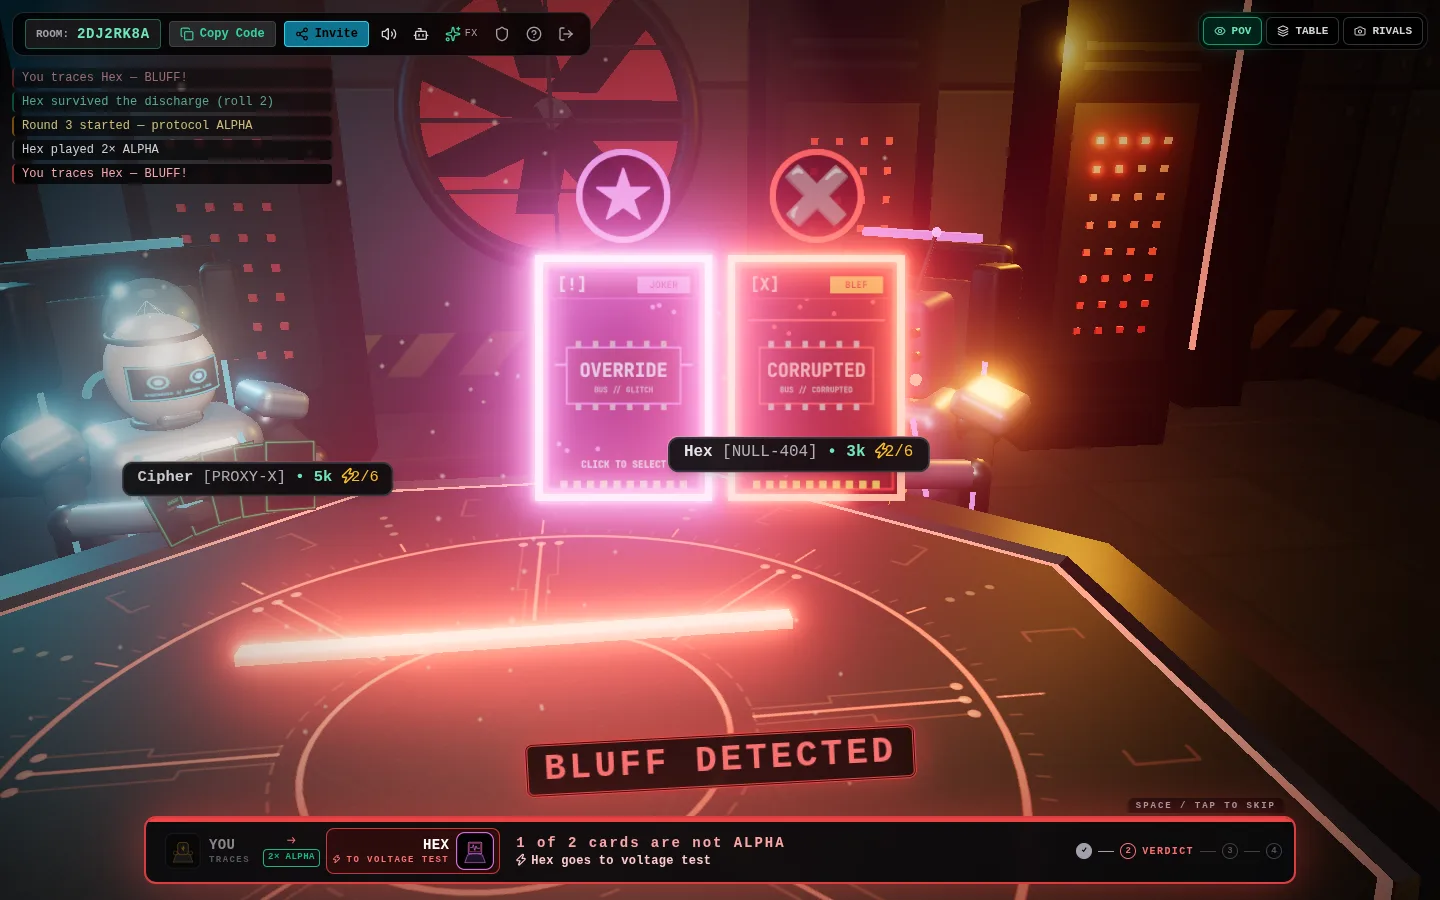 ROOM: 2DJ2RK8A
Copy Code
Invite
FX
POV
TABLE
RIVALS
You traces Hex — BLUFF!
Hex survived the discharge (roll 2)
Round 3 started — protocol ALPHA
Hex played 2× ALPHA
You traces Hex — BLUFF!
[!] JOKER
OVERRIDE
BUS // GLITCH
CLICK TO SELECT
[X] BLEF
CORRUPTED
BUS // CORRUPTED
Cipher [PROXY-X] • 5k 2/6
Hex [NULL-404] • 3k 2/6
BLUFF DETECTED
SPACE / TAP TO SKIP
YOU
TRACES
→
2× ALPHA
HEX
TO VOLTAGE TEST
1 of 2 cards are not ALPHA
Hex goes to voltage test
2 VERDICT 3 4